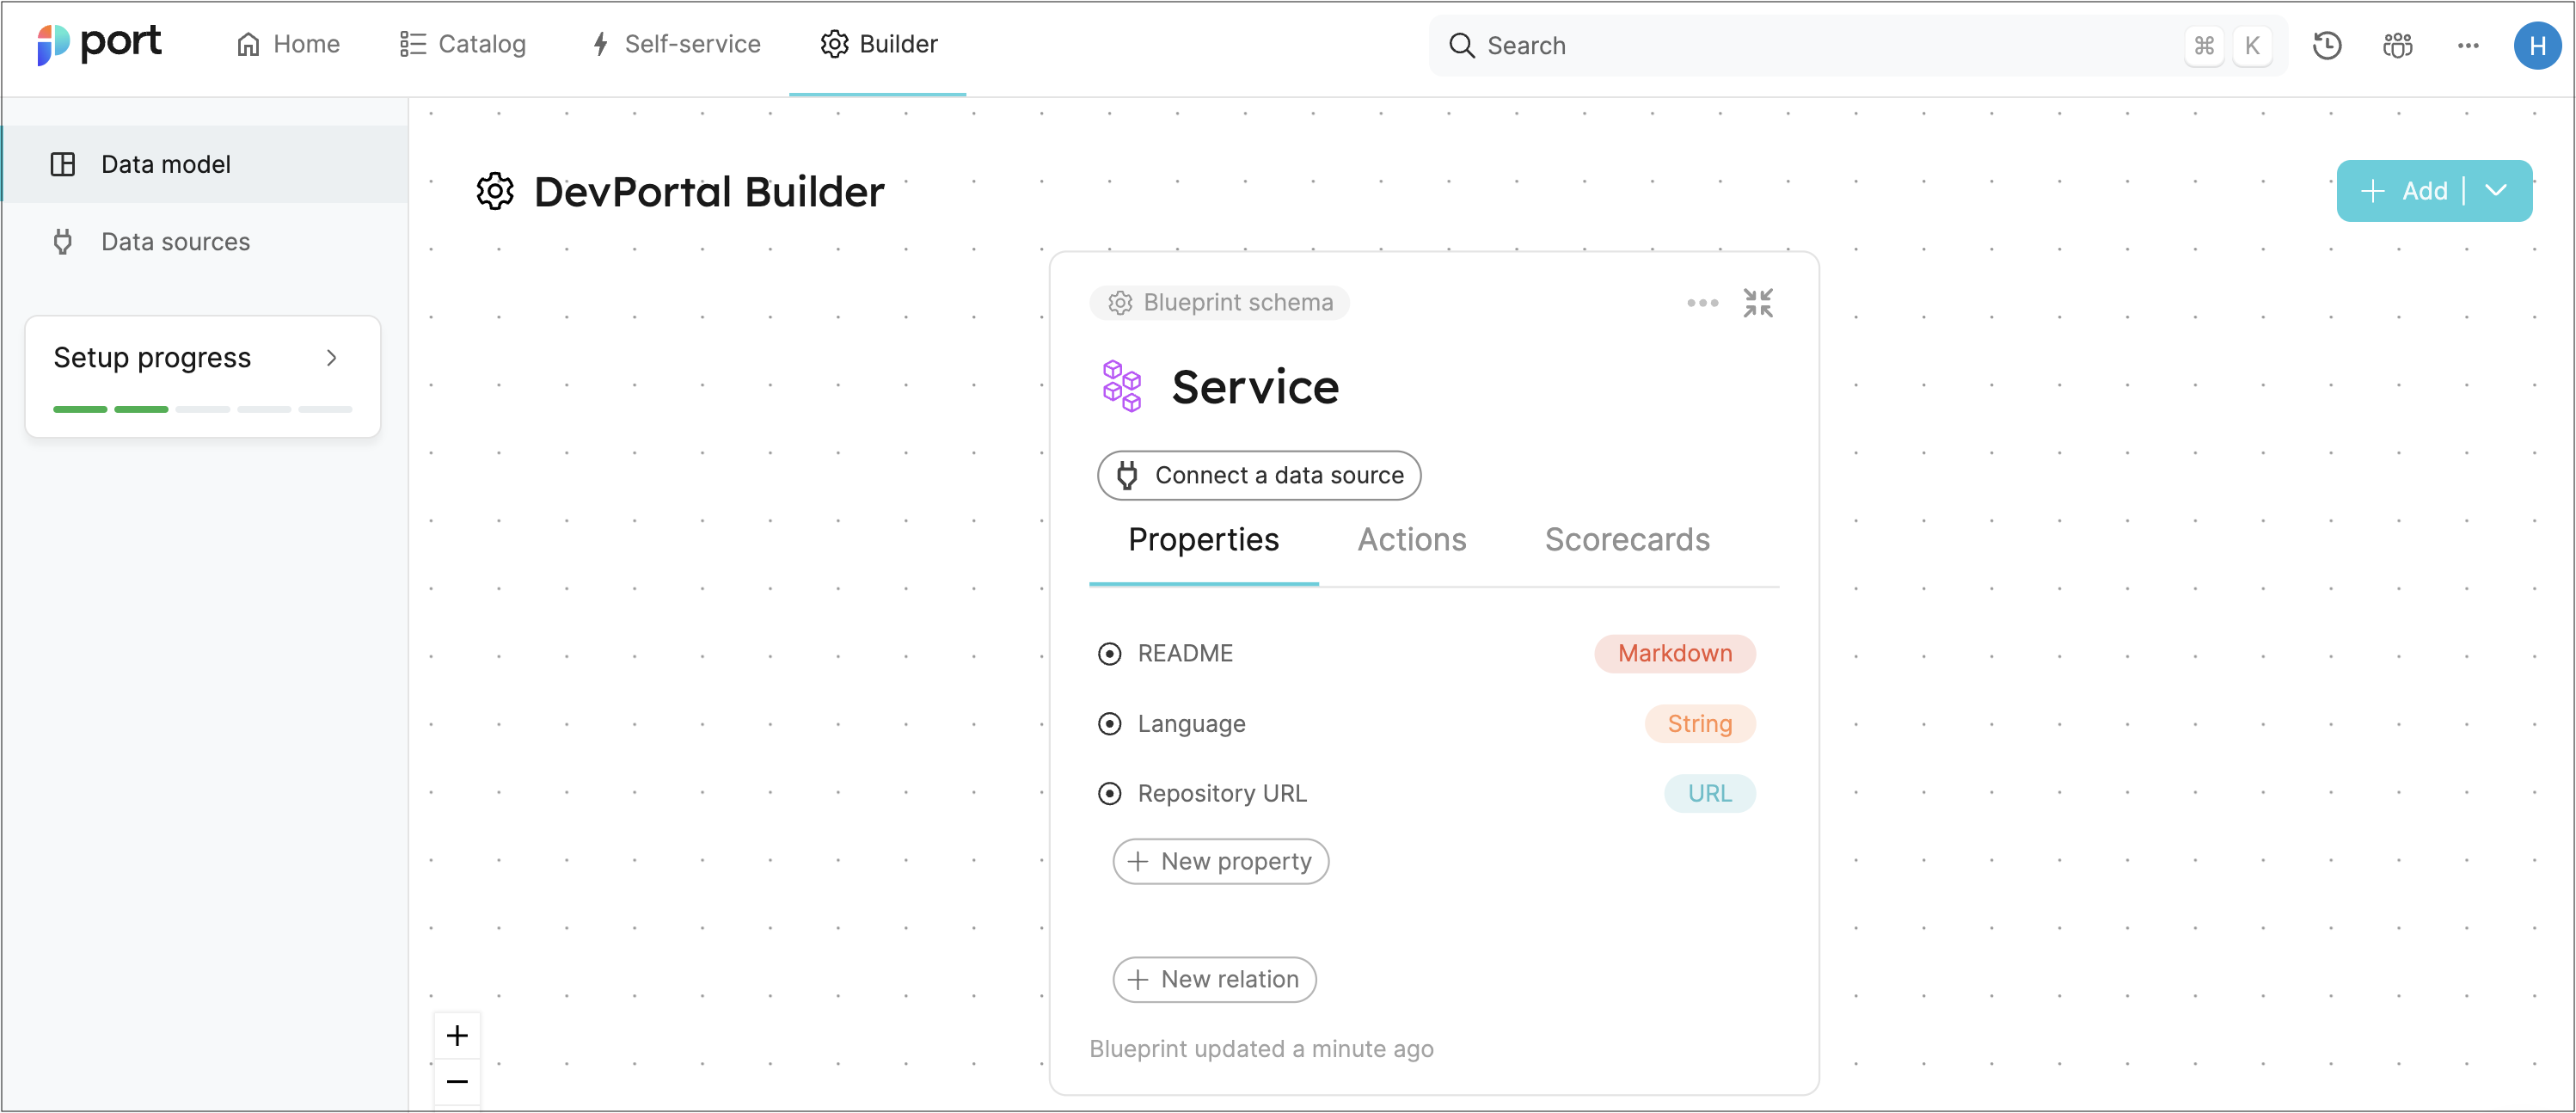 port
Home
Catalog
Self-service
Builder
Search
⌘ K
H
Data model
Data sources
Setup progress
DevPortal Builder
+ Add
Blueprint schema
Service
Connect a data source
Properties Actions Scorecards
README Markdown
Language String
Repository URL URL
+ New property
+ New relation
Blueprint updated a minute ago